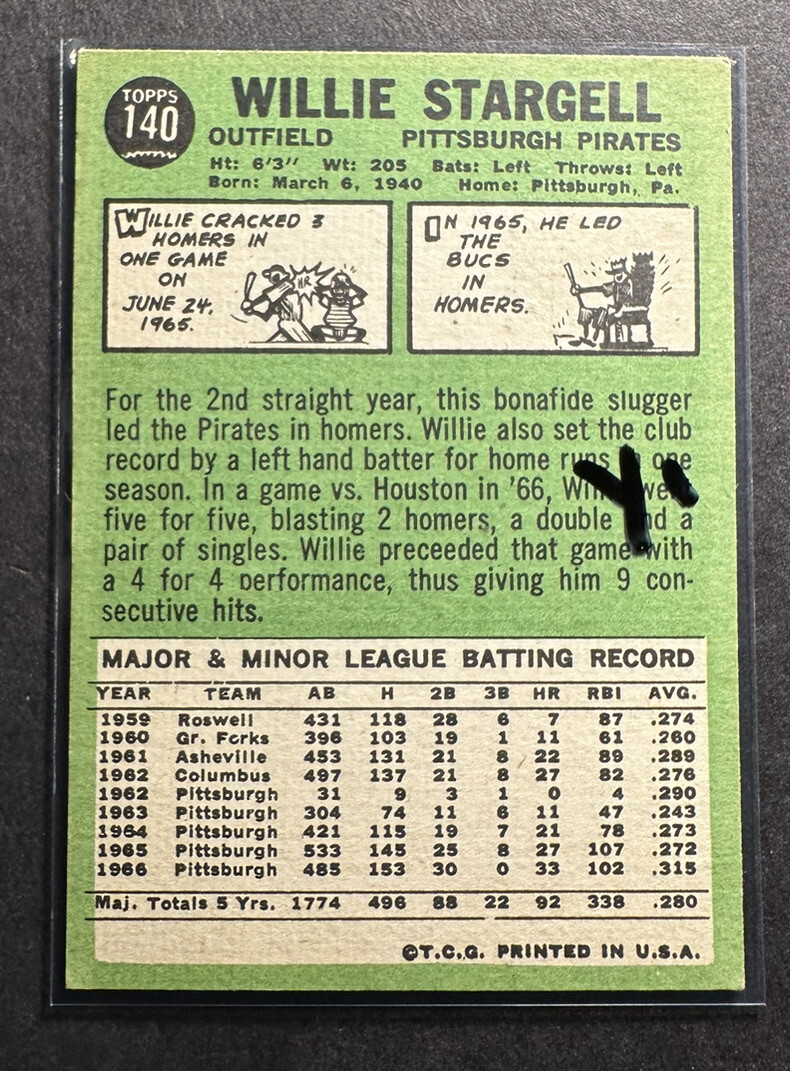 TOPPS
140
WILLIE STARGELL
OUTFIELD PITTSBURGH PIRATES
Ht: 6'3" Wt: 205 Bats: Left Throws: Left
Born: March 6, 1940 Home: Pittsburgh, Pa.
WILLIE CRACKED 3
HOMERS IN
ONE GAME
ON
JUNE 24,
1965.
HR
IN 1965, HE LED
THE
BUCS
IN
HOMERS.
For the 2nd straight year, this bonafide slugger
led the Pirates in homers. Willie also set the club
record by a left hand batter for home runs one
season. In a game vs. Houston in '66,
five for five, blasting 2 homers, a double a
pair of singles. Willie preceeded that game with
a 4 for 4 performance, thus giving him 9 con-
secutive hits.
MAJOR & MINOR LEAGUE BATTING RECORD
YEAR TEAM AB H 2B 3B HR RBI AVG.
1959 Roswell 431 118 28 6 7 87 .274
1960 Gr. Forks 396 103 19 1 11 61 .260
1961 Asheville 453 131 21 8 22 89 .289
1962 Columbus 497 137 21 8 27 82 .276
1962 Pittsburgh 31 9 3 1 0 4 .290
1963 Pittsburgh 304 74 11 6 11 47 .243
1964 Pittsburgh 421 115 19 7 21 78 .273
1965 Pittsburgh 533 145 25 8 27 107 .272
1966 Pittsburgh 485 153 30 0 33 102 .315
Maj. Totals 5 Yrs. 1774 496 88 22 92 338 .280
©T.C.G. PRINTED IN U.S.A.